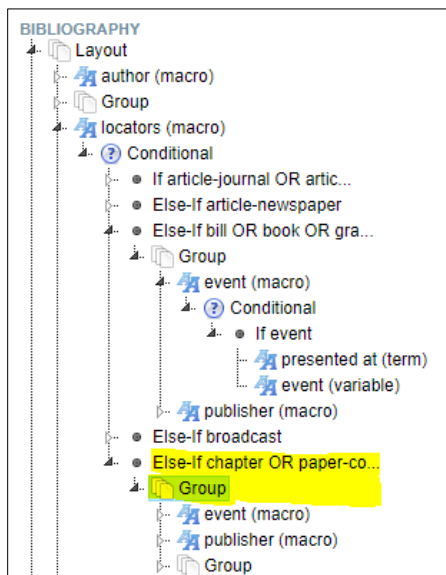 BIBLIOGRAPHY
Layout
author (macro)
Group
locators (macro)
Conditional
If article-journal OR artic...
Else-If article-newspaper
Else-If bill OR book OR gra...
Group
event (macro)
Conditional
If event
presented at (term)
event (variable)
publisher (macro)
Else-If broadcast
Else-If chapter OR paper-co...
Group
event (macro)
publisher (macro)
Group